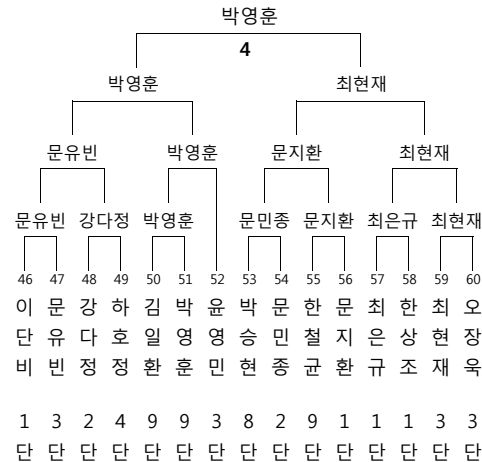 박영훈
4
박영훈 최현재
문유빈 박영훈 문지환 최현재
문유빈 강다정 박영훈 문민종 문지환 최은규 최현재
46 47 48 49 50 51 52 53 54 55 56 57 58 59 60
이 문 강 하 김 박 윤 박 문 한 문 최 한 최 오
단 유 다 호 일 영 영 승 민 철 지 은 상 현 장
비 빈 정 정 환 훈 민 현 종 균 환 규 조 재 욱
1 3 2 4 9 9 3 8 2 9 1 1 1 3 3
단 단 단 단 단 단 단 단 단 단 단 단 단 단 단